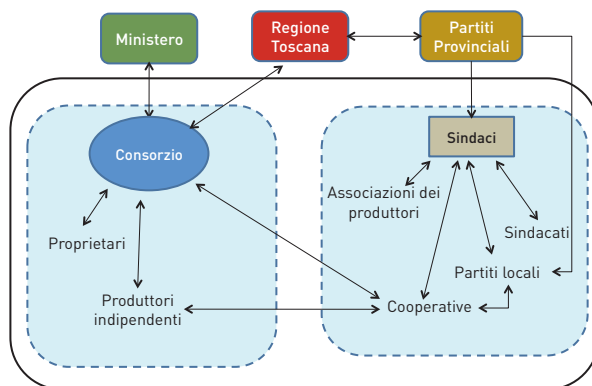 Ministero
Regione
Toscana
Partiti
Provinciali
Consorzio
Sindaci
Associazioni dei
produttori
Proprietari
Sindacati
Partiti locali
Produttori
indipendenti
Cooperative